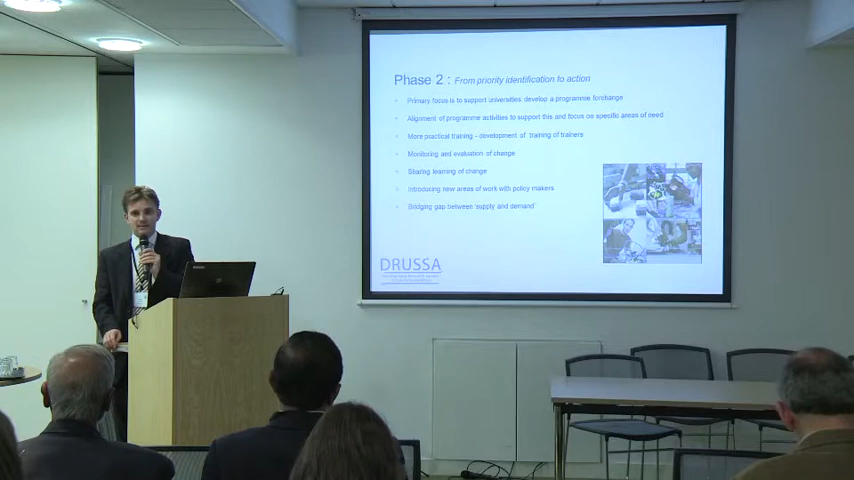 Phase 2 : From priority identification to action
Primary focus is to support universities develop a programme forchange
Alignment of programme activities to support this and focus on specific areas of need
More practical training - development of training of trainers
Monitoring and evaluation of change
Sharing learning of change
Introducing new areas of work with policy makers
Bridging gap between 'supply and demand'
DRUSSA